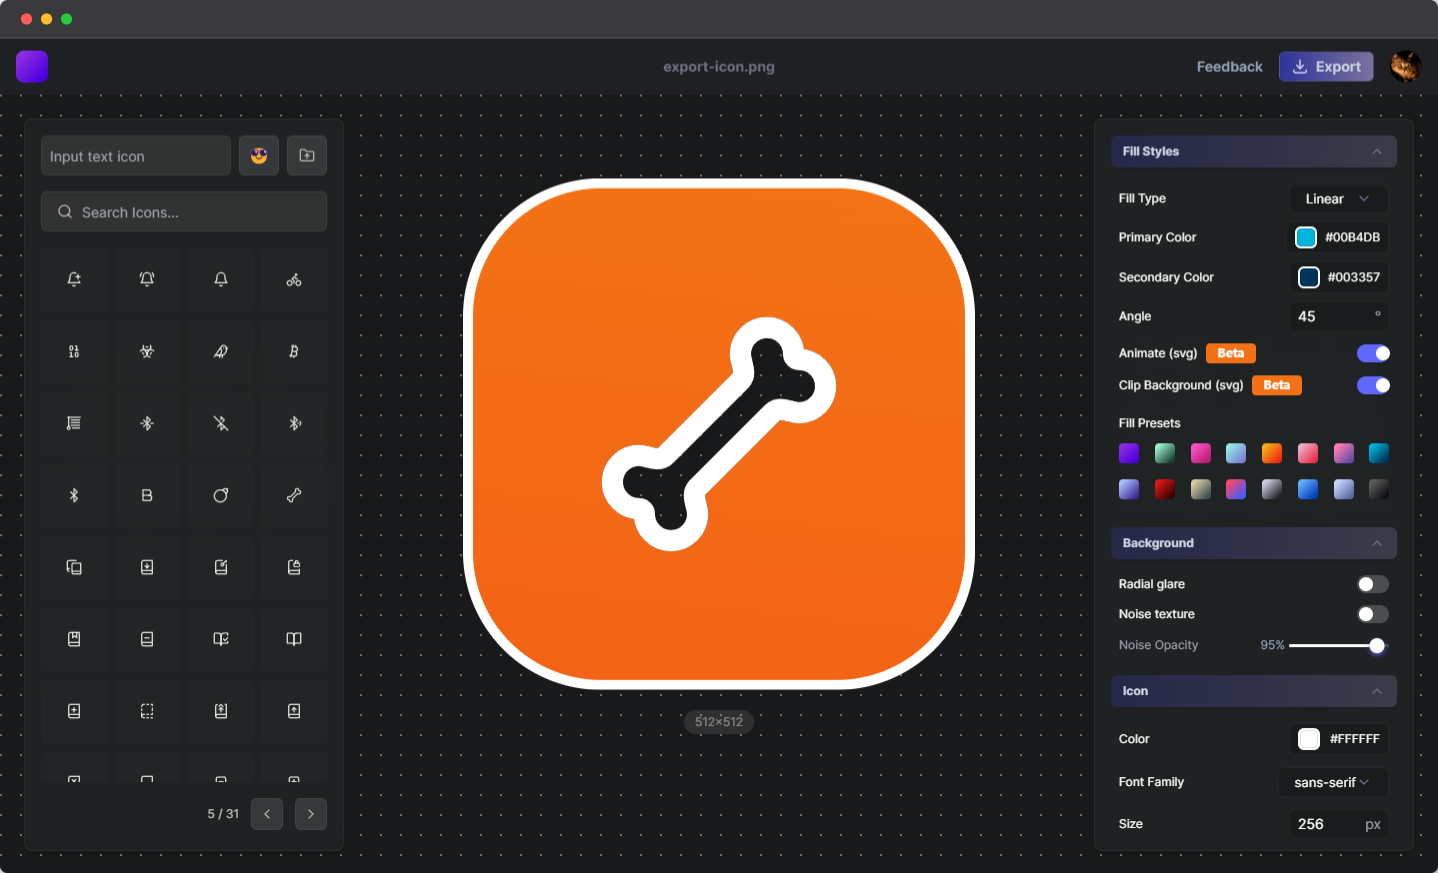 export-icon.png
Feedback
Export
Input text icon
Search Icons...
5 / 31
512×512
Fill Styles
Fill Type
Linear
Primary Color
#00B4DB
Secondary Color
#003357
Angle
45 °
Animate (svg)
Beta
Clip Background (svg)
Beta
Fill Presets
Background
Radial glare
Noise texture
Noise Opacity
95%
Icon
Color
#FFFFFF
Font Family
sans-serif
Size
256 px